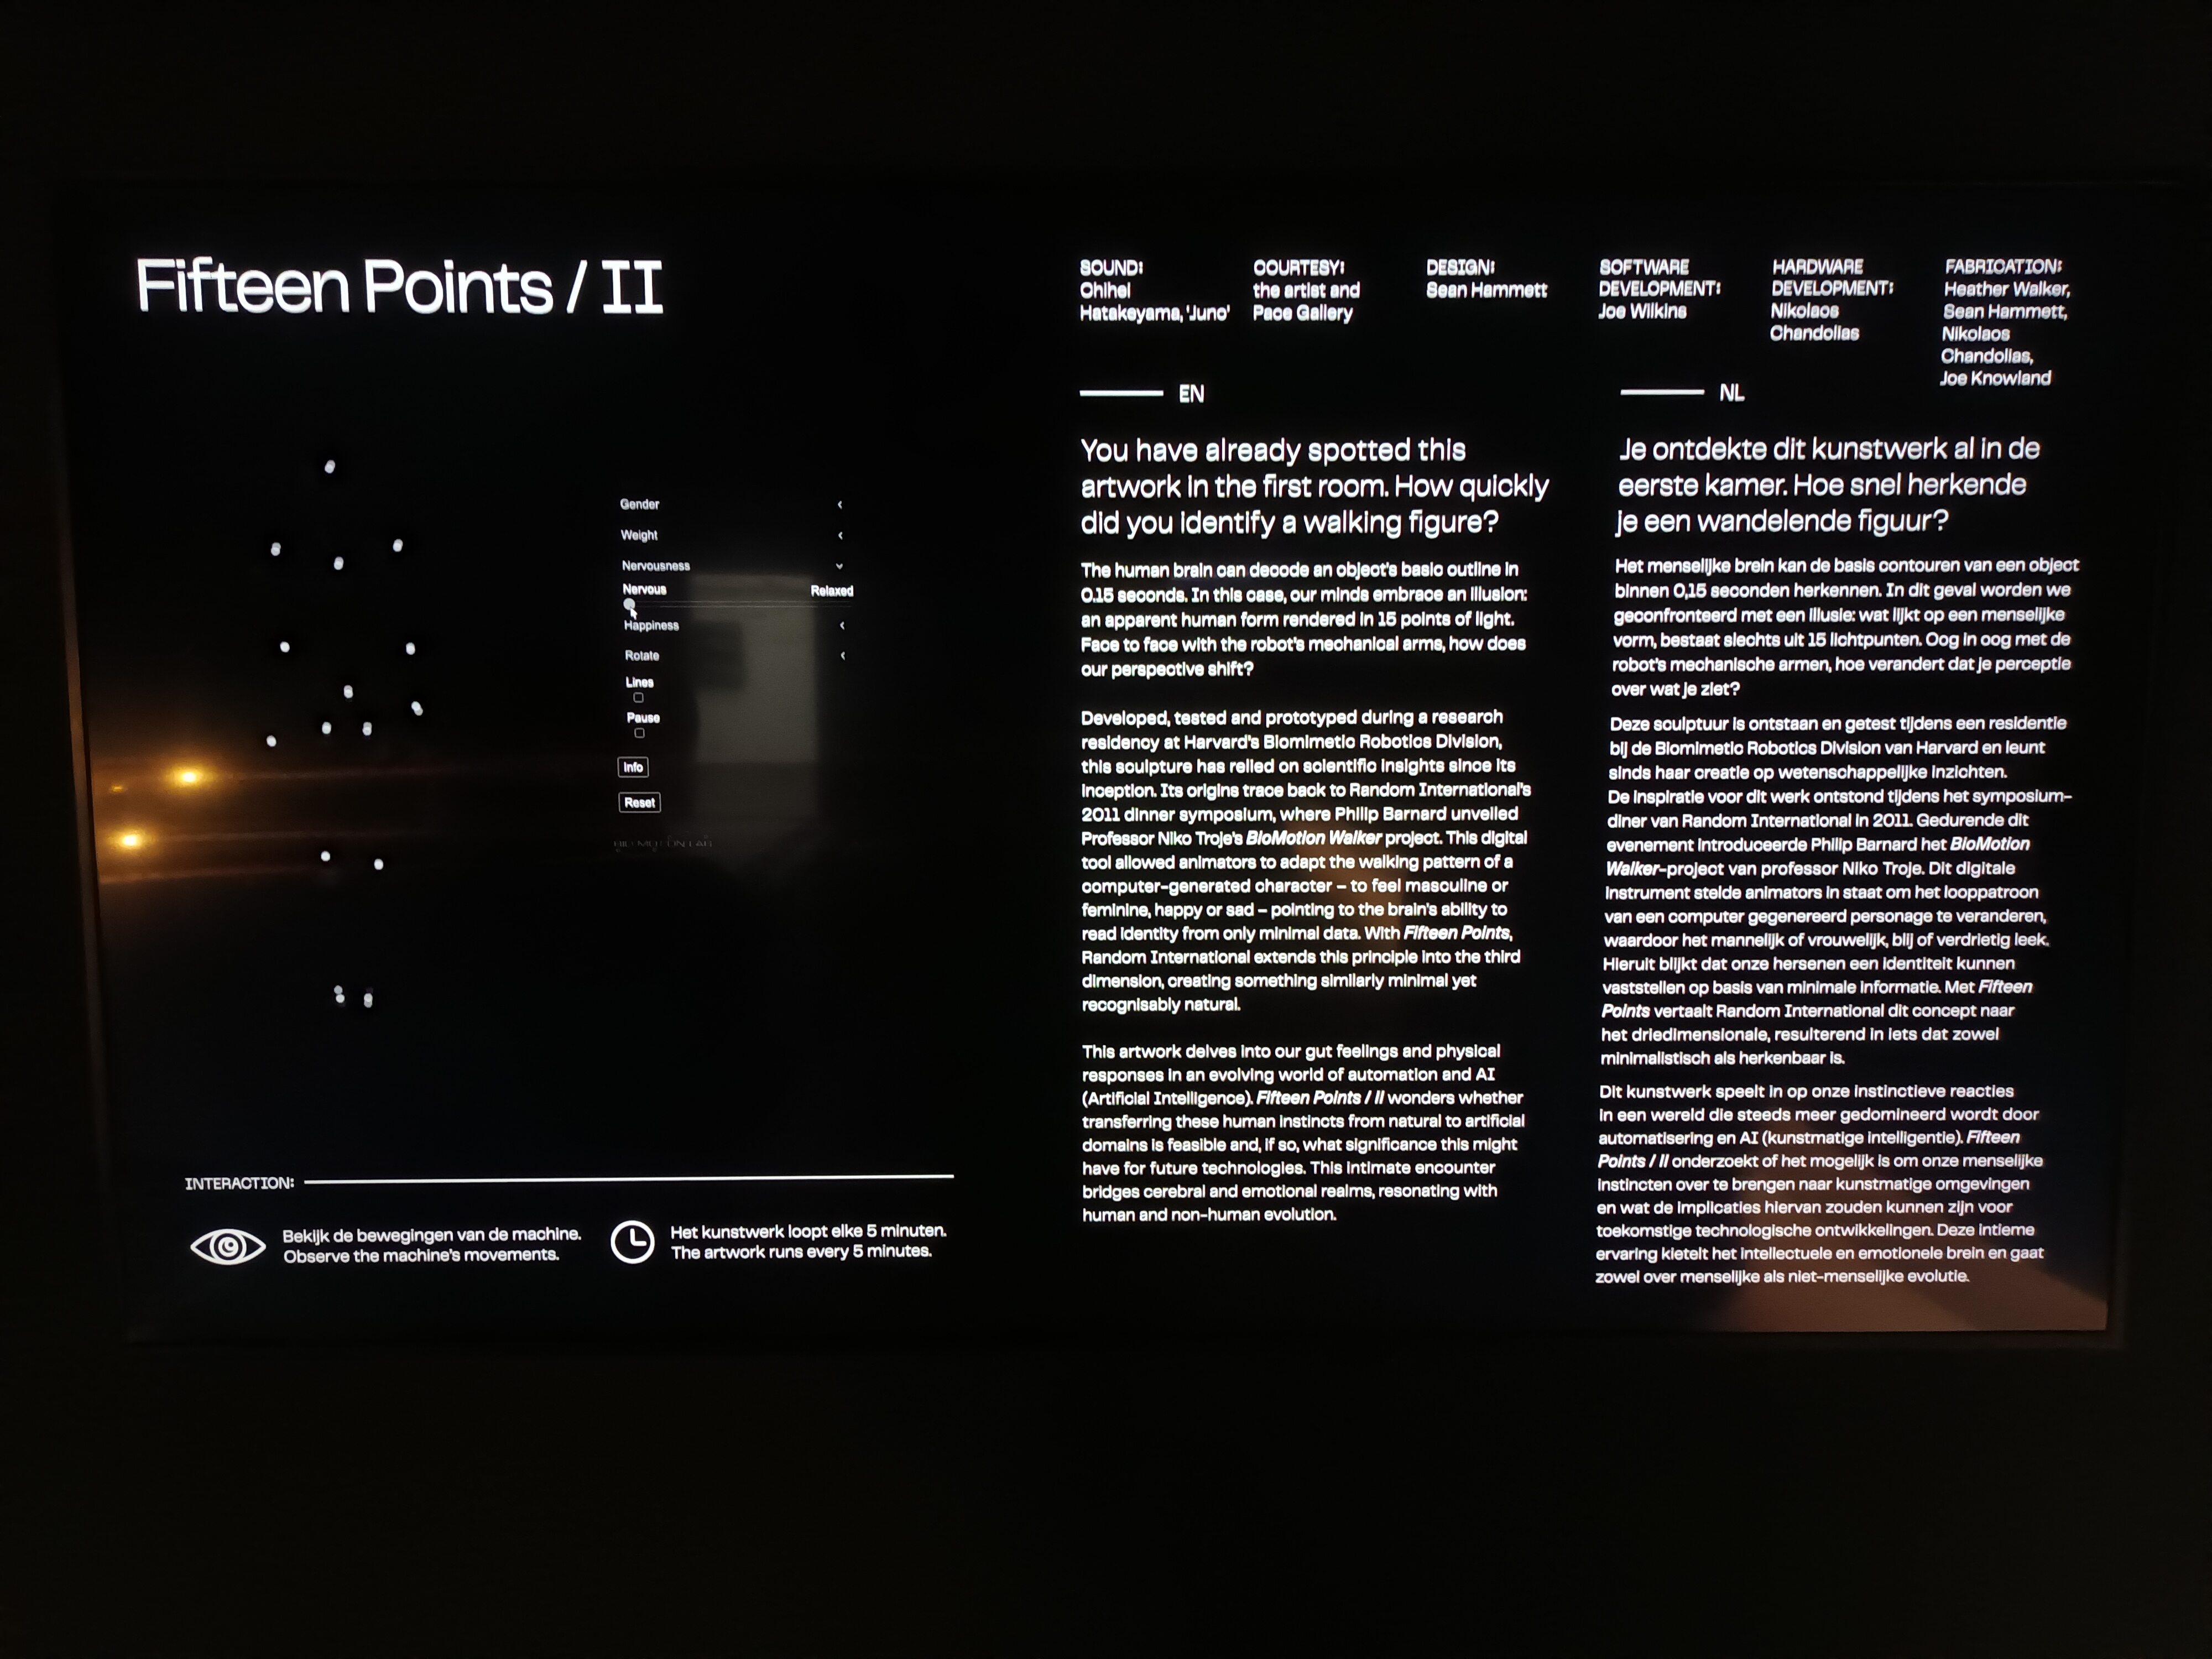 Fifteen Points / II
SOUND:
Chihei
Hatakeyama, 'Juno'
COURTESY:
the artist and
Pace Gallery
DESIGN:
Sean Hammett
SOFTWARE
DEVELOPMENT:
Joe Wilkins
HARDWARE
DEVELOPMENT:
Nikolaos
Chandolias
FABRICATION:
Heather Walker,
Sean Hammett,
Nikolaos
Chandolias,
Joe Knowland
Gender
Weight
Nervousness
Nervous Relaxed
Happiness
Rotate
Lines
Pause
Info
Reset
BIO MOTION LAB
INTERACTION:
Bekijk de bewegingen van de machine.
Observe the machine's movements.
Het kunstwerk loopt elke 5 minuten.
The artwork runs every 5 minutes.
EN
You have already spotted this
artwork in the first room. How quickly
did you identify a walking figure?
The human brain can decode an object's basic outline in
0.15 seconds. In this case, our minds embrace an illusion:
an apparent human form rendered in 15 points of light.
Face to face with the robot's mechanical arms, how does
our perspective shift?
Developed, tested and prototyped during a research
residency at Harvard's Biomimetic Robotics Division,
this sculpture has relied on scientific insights since its
inception. Its origins trace back to Random International's
2011 dinner symposium, where Philip Barnard unveiled
Professor Niko Troje's BioMotion Walker project. This digital
tool allowed animators to adapt the walking pattern of a
computer-generated character – to feel masculine or
feminine, happy or sad – pointing to the brain's ability to
read identity from only minimal data. With Fifteen Points,
Random International extends this principle into the third
dimension, creating something similarly minimal yet
recognisably natural.
This artwork delves into our gut feelings and physical
responses in an evolving world of automation and AI
(Artificial Intelligence). Fifteen Points / II wonders whether
transferring these human instincts from natural to artificial
domains is feasible and, if so, what significance this might
have for future technologies. This intimate encounter
bridges cerebral and emotional realms, resonating with
human and non-human evolution.
NL
Je ontdekte dit kunstwerk al in de
eerste kamer. Hoe snel herkende
je een wandelende figuur?
Het menselijke brein kan de basis contouren van een object
binnen 0,15 seconden herkennen. In dit geval worden we
geconfronteerd met een illusie: wat lijkt op een menselijke
vorm, bestaat slechts uit 15 lichtpunten. Oog in oog met de
robot's mechanische armen, hoe verandert dat je perceptie
over wat je ziet?
Deze sculptuur is ontstaan en getest tijdens een residentie
bij de Biomimetic Robotics Division van Harvard en leunt
sinds haar creatie op wetenschappelijke inzichten.
De inspiratie voor dit werk ontstond tijdens het symposium-
diner van Random International in 2011. Gedurende dit
evenement introduceerde Philip Barnard het BioMotion
Walker-project van professor Niko Troje. Dit digitale
instrument stelde animators in staat om het looppatroon
van een computer gegenereerd personage te veranderen,
waardoor het mannelijk of vrouwelijk, blij of verdrietig leek.
Hieruit blijkt dat onze hersenen een identiteit kunnen
vaststellen op basis van minimale informatie. Met Fifteen
Points vertaalt Random International dit concept naar
het driedimensionale, resulterend in iets dat zowel
minimalistisch als herkenbaar is.
Dit kunstwerk speelt in op onze instinctieve reacties
in een wereld die steeds meer gedomineerd wordt door
automatisering en AI (kunstmatige intelligentie). Fifteen
Points / II onderzoekt of het mogelijk is om onze menselijke
instincten over te brengen naar kunstmatige omgevingen
en wat de implicaties hiervan zouden kunnen zijn voor
toekomstige technologische ontwikkelingen. Deze intieme
ervaring kietelt het intellectuele en emotionele brein en gaat
zowel over menselijke als niet-menselijke evolutie.